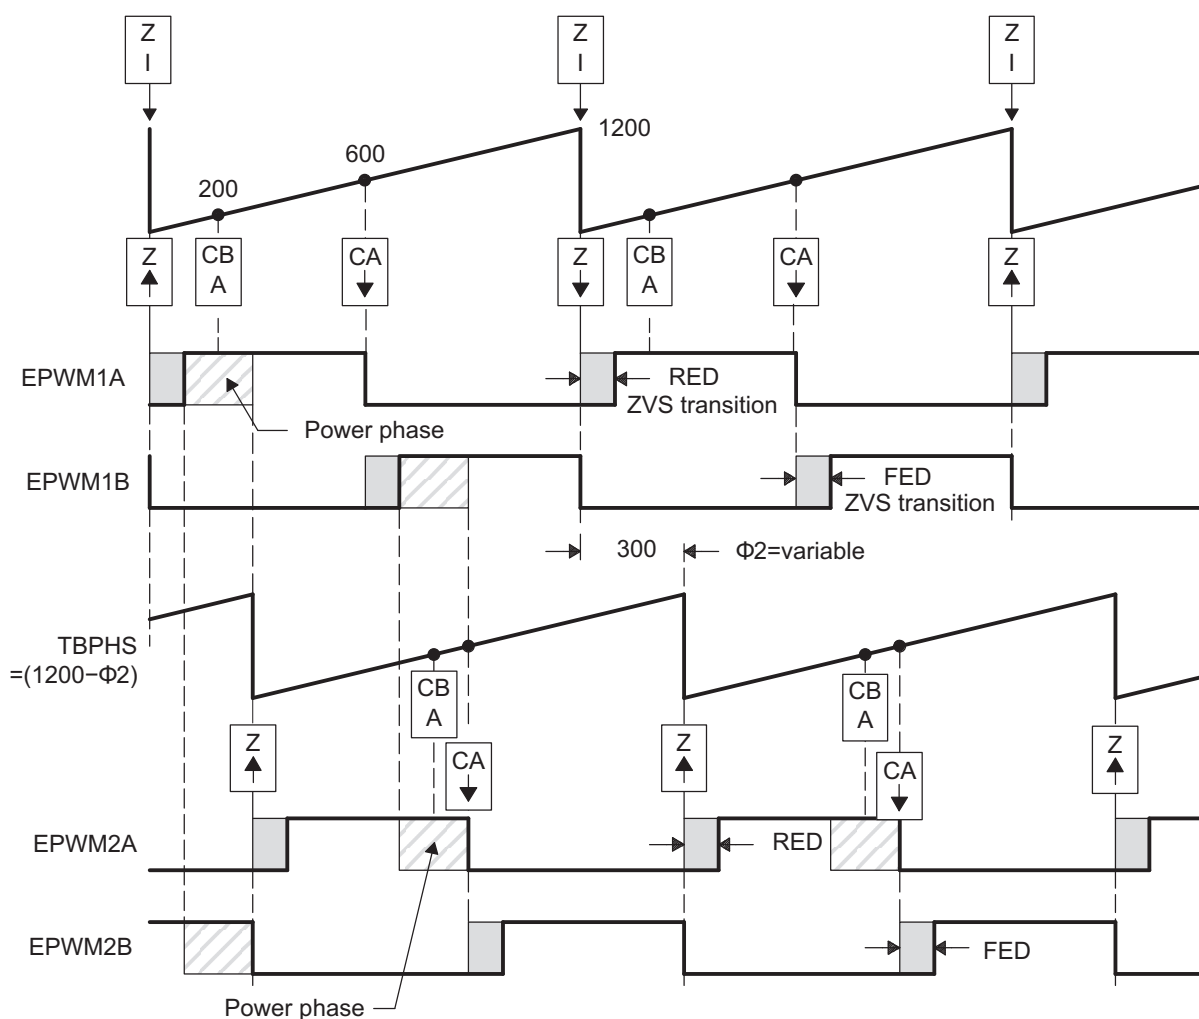 Z
I
Z
I
Z
I
1200
600
200
Z
CB
A
CA
Z
CB
A
CA
Z
EPWM1A
RED
ZVS transition
Power phase
EPWM1B
FED
ZVS transition
300
Φ2=variable
TBPHS
=(1200−Φ2)
CB
A
CB
A
Z
CA
Z
CA
Z
EPWM2A
RED
EPWM2B
FED
Power phase